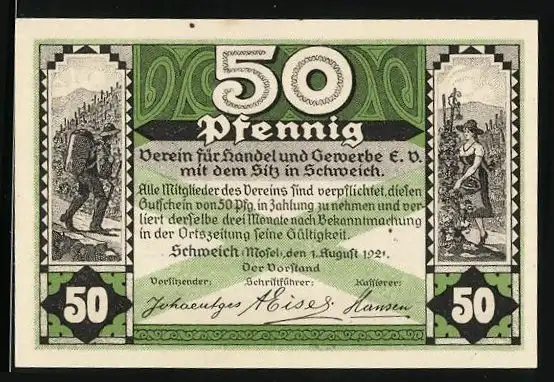 50
Pfennig
Verein für Handel und Gewerbe E. V.
mit dem Sitz in Schweich.
Alle Mitglieder des Vereins sind verpflichtet, diesen
Gutschein von 50 Pfg. in Zahlung zu nehmen und ver-
liert derselbe drei Monate nach Bekanntmachung
in der Ortszeitung seine Gültigkeit.
Schweich (Mosel), den 1. August 1921.
Der Vorstand
Vorsitzender: Schriftführer: Kassierer:
Hansen
50 50